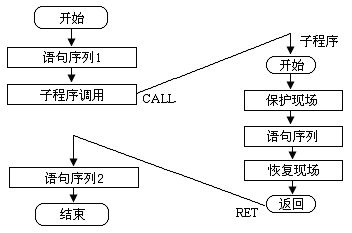 开始
语句序列1
子程序调用
CALL
子程序
开始
保护现场
语句序列
恢复现场
返回
RET
语句序列2
结束